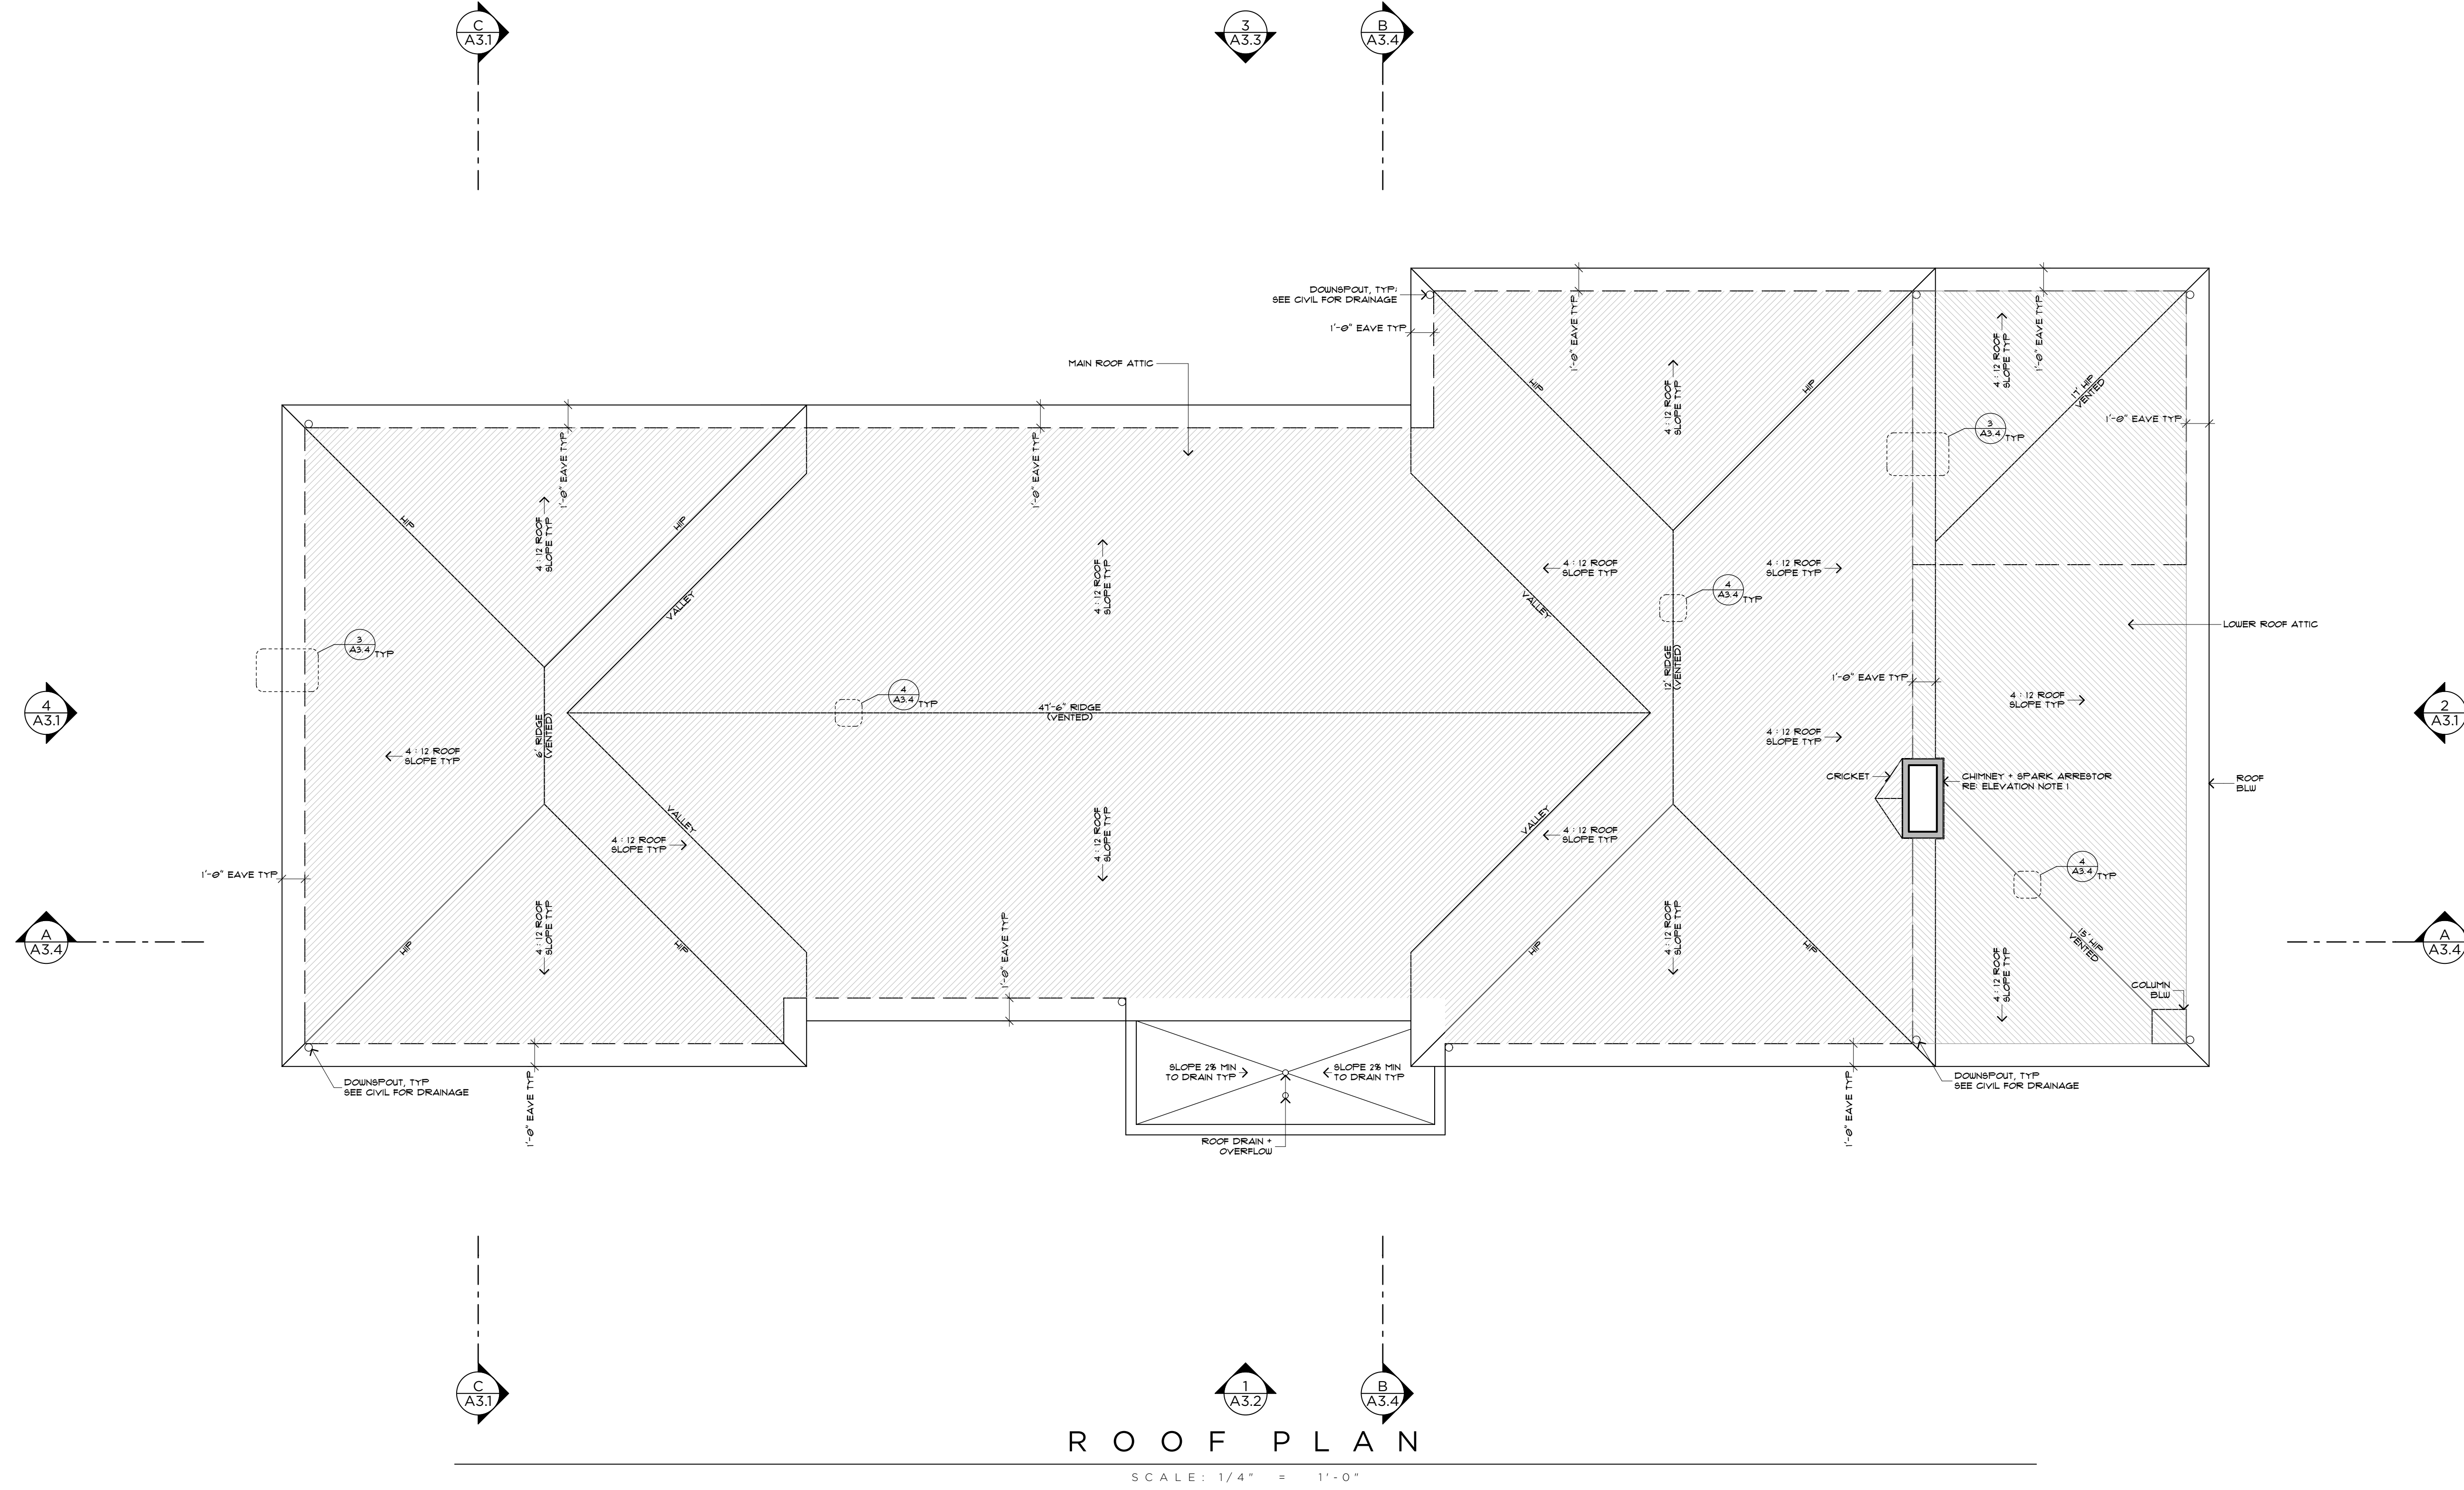 C
A3.1
3
A3.3
B
A3.4
DOWNSPOUT, TYP;
SEE CIVIL FOR DRAINAGE
1'-0" EAVE TYP
1'-0" EAVE TYP
1'-0" EAVE TYP
MAIN ROOF ATTIC
4 : 12 ROOF
SLOPE TYP
17' HIP
VENTED
4 : 12 ROOF
SLOPE TYP
HIP
HIP
1'-0" EAVE TYP
3
A3.4
TYP
1'-0" EAVE TYP
1'-0" EAVE TYP
HIP
HIP
4 : 12 ROOF
SLOPE TYP
4 : 12 ROOF
SLOPE TYP
4 : 12 ROOF
SLOPE TYP
4 : 12 ROOF
SLOPE TYP
4
A3.4
TYP
VALLEY
VALLEY
LOWER ROOF ATTIC
3
A3.4
TYP
12' RIDGE
(VENTED)
1'-0" EAVE TYP
4
A3.1
4
A3.4
TYP
47'-6" RIDGE
(VENTED)
4 : 12 ROOF
SLOPE TYP
2
A3.1
6' RIDGE
(VENTED)
4 : 12 ROOF
SLOPE TYP
4 : 12 ROOF
SLOPE TYP
CRICKET
CHIMNEY + SPARK ARRESTOR
RE: ELEVATION NOTE 1
ROOF
BLW
VALLEY
VALLEY
4 : 12 ROOF
SLOPE TYP
4 : 12 ROOF
SLOPE TYP
4 : 12 ROOF
SLOPE TYP
1'-0" EAVE TYP
4
A3.4
TYP
A
A3.4
HIP
4 : 12 ROOF
SLOPE TYP
HIP
1'-0" EAVE TYP
HIP
4 : 12 ROOF
SLOPE TYP
HIP
15' HIP
VENTED
4 : 12 ROOF
SLOPE TYP
COLUMN
BLW
A
A3.4
DOWNSPOUT, TYP
SEE CIVIL FOR DRAINAGE
1'-0" EAVE TYP
SLOPE 2% MIN
TO DRAIN TYP
SLOPE 2% MIN
TO DRAIN TYP
1'-0" EAVE TYP
DOWNSPOUT, TYP
SEE CIVIL FOR DRAINAGE
ROOF DRAIN +
OVERFLOW
C
A3.1
1
A3.2
B
A3.4
ROOF PLAN
SCALE: 1/4" = 1'-0"